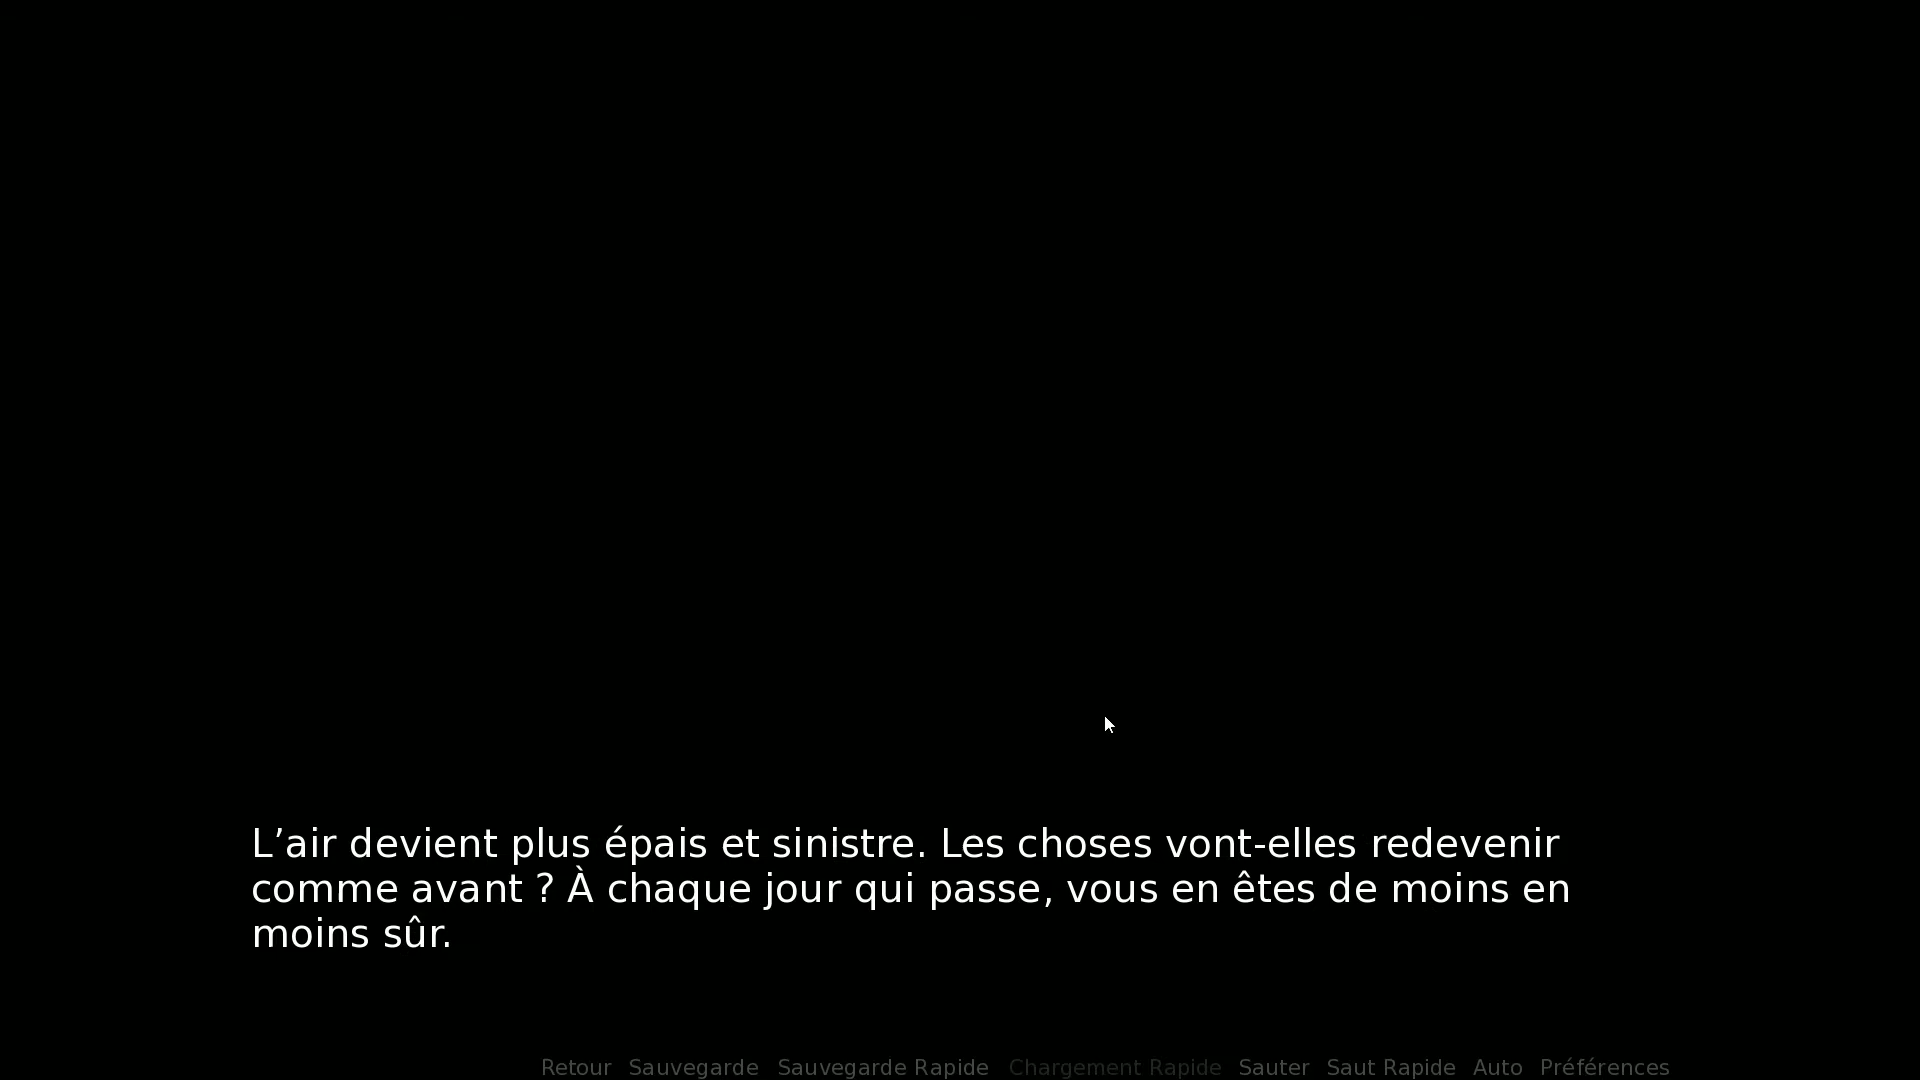 L’air devient plus épais et sinistre. Les choses vont-elles redevenir
comme avant ? À chaque jour qui passe, vous en êtes de moins en
moins sûr.
Retour Sauvegarde Sauvegarde Rapide Chargement Rapide Sauter Saut Rapide Auto Préférences